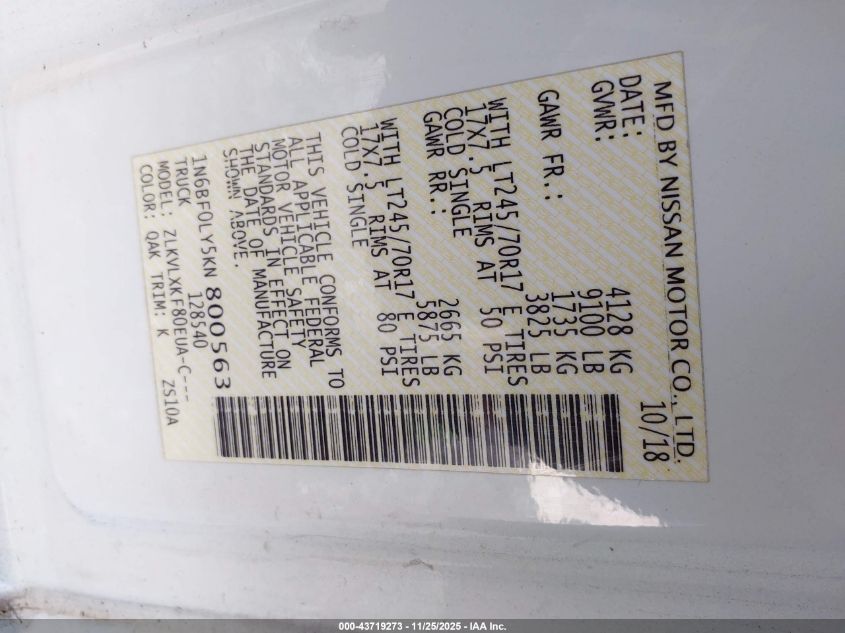 MFD BY NISSAN MOTOR CO., LTD.
DATE: 10/18
GVWR: 4128 KG
9100 LB
GAWR FR.: 1735 KG
3825 LB
WITH LT245/70R17 E TIRES
17X7.5 RIMS AT 50 PSI
COLD SINGLE
GAWR RR.: 2665 KG
5875 LB
WITH LT245/70R17 E TIRES
17X7.5 RIMS AT 80 PSI
COLD SINGLE
THIS VEHICLE CONFORMS TO
ALL APPLICABLE FEDERAL
MOTOR VEHICLE SAFETY
STANDARDS IN EFFECT ON
THE DATE OF MANUFACTURE
SHOWN ABOVE.
1N6BF0LY5KN 800563
TRUCK 128540
MODEL: ZLKVLXKF80EUA-C---
COLOR: QAK TRIM: K ZS10A
000-43719273 - 11/25/2025 - IAA Inc.